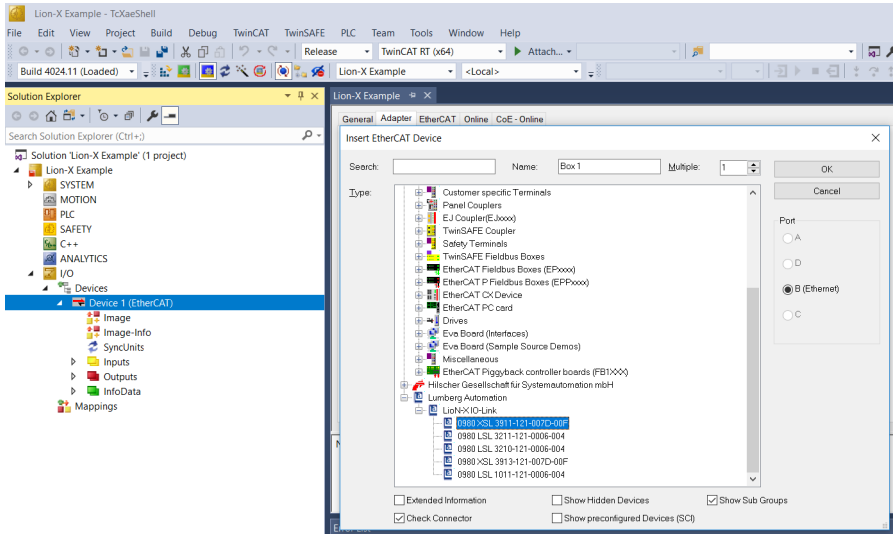 Lion-X Example - TcXaeShell
File Edit View Project Build Debug TwinCAT TwinSAFE PLC Team Tools Window Help
Release TwinCAT RT (x64) Attach...
Build 4024.11 (Loaded) Lion-X Example <Local>
Solution Explorer
Search Solution Explorer (Ctrl+;)
Solution 'Lion-X Example' (1 project)
Lion-X Example
SYSTEM
MOTION
PLC
SAFETY
C++
ANALYTICS
I/O
Devices
Device 1 (EtherCAT)
Image
Image-Info
SyncUnits
Inputs
Outputs
InfoData
Mappings
Lion-X Example
General Adapter EtherCAT Online CoE - Online
Insert EtherCAT Device
Search: Name: Box 1 Multiple: 1 OK
Type: Cancel
Customer specific Terminals
Panel Couplers
EJ Coupler(EJxxxx)
TwinSAFE Coupler
Safety Terminals
TwinSAFE Fieldbus Boxes
EtherCAT Fieldbus Boxes (EPxxxx)
EtherCAT P Fieldbus Boxes (EPPxxxx)
EtherCAT CX Device
EtherCAT PC card
Drives
Eva Board (Interfaces)
Eva Board (Sample Source Demos)
Miscellaneous
EtherCAT Piggyback controller boards (FB1XXX)
Hilscher Gesellschaft für Systemautomation mbH
Lumberg Automation
LioN-X IO-Link
0980 XSL 3911-121-007D-00F
0980 LSL 3211-121-0006-004
0980 LSL 3210-121-0006-004
0980 XSL 3913-121-007D-00F
0980 LSL 1011-121-0006-004
Port
A
D
B (Ethernet)
C
Extended Information Show Hidden Devices Show Sub Groups
Check Connector Show preconfigured Devices (SCI)